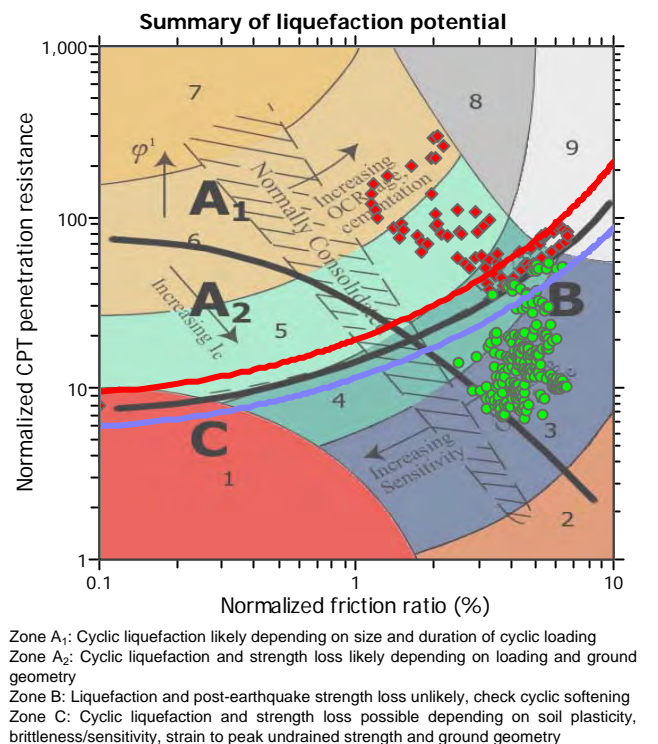 Summary of liquefaction potential
1,000
7
8
9
φ¹
Increasing
OCR, age,
cementation
Normally Consolidated
A₁
100
6
A₂
Increasing Ic
B
5
10
4
3
C
Increasing
Sensitivity
1
2
1
0.1
1
10
Normalized CPT penetration resistance
Normalized friction ratio (%)
Zone A₁: Cyclic liquefaction likely depending on size and duration of cyclic loading
Zone A₂: Cyclic liquefaction and strength loss likely depending on loading and ground
geometry
Zone B: Liquefaction and post-earthquake strength loss unlikely, check cyclic softening
Zone C: Cyclic liquefaction and strength loss possible depending on soil plasticity,
brittleness/sensitivity, strain to peak undrained strength and ground geometry